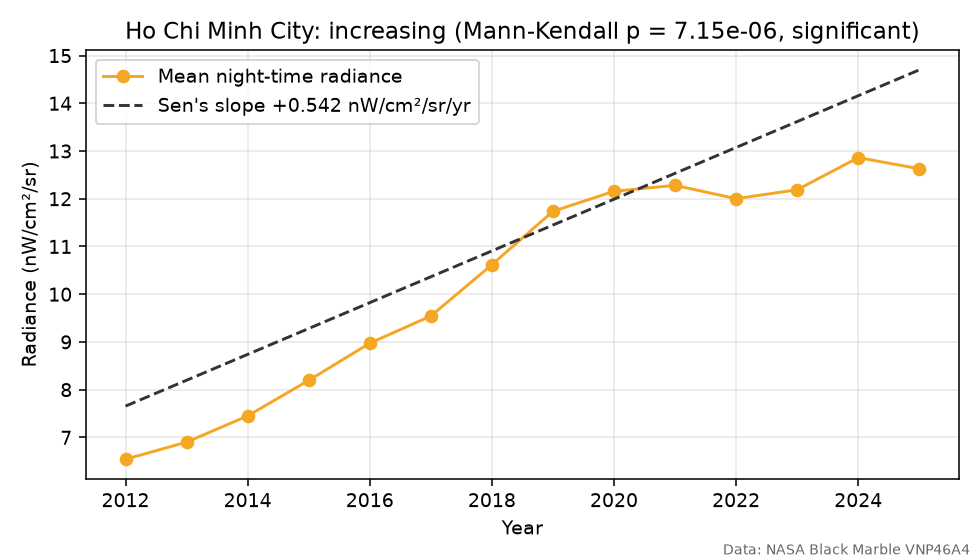 Ho Chi Minh City: increasing (Mann-Kendall p = 7.15e-06, significant)
Mean night-time radiance
Sen's slope +0.542 nW/cm²/sr/yr
Radiance (nW/cm²/sr)
15
14
13
12
11
10
9
8
7
2012 2014 2016 2018 2020 2022 2024
Year
Data: NASA Black Marble VNP46A4